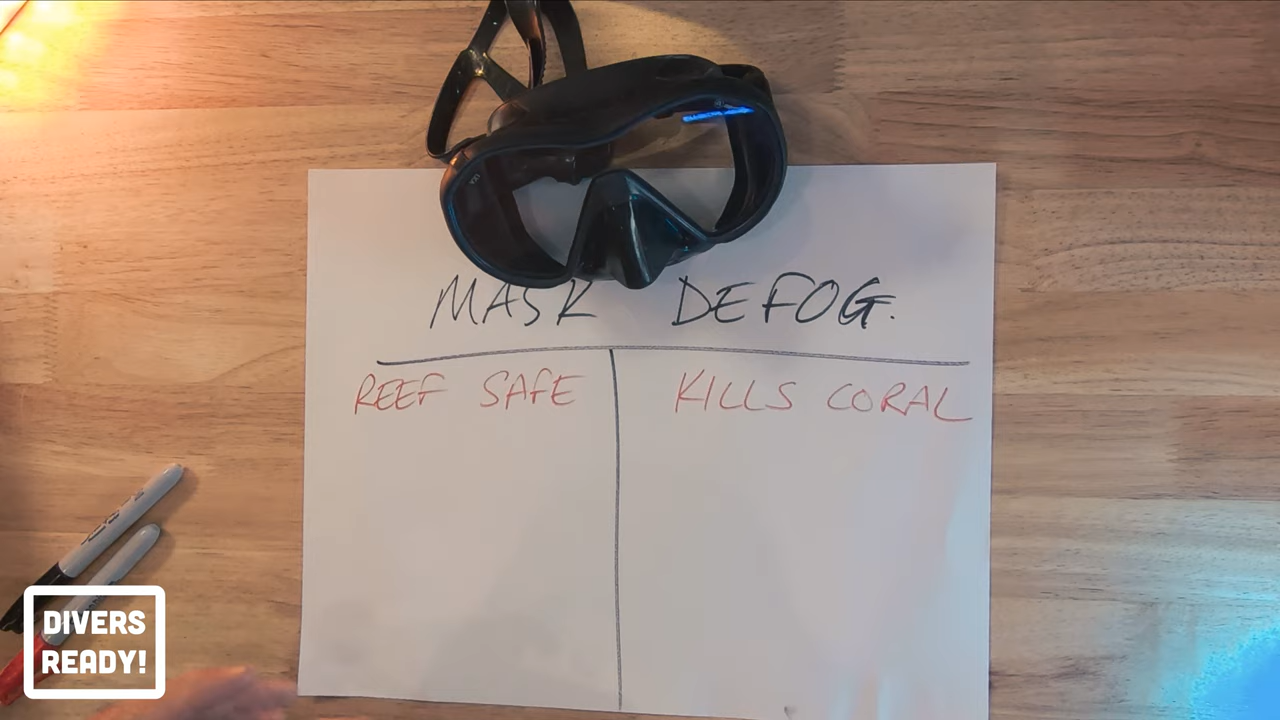 MASK DEFOG.
REEF SAFE
KILLS CORAL
DIVERS
READY!